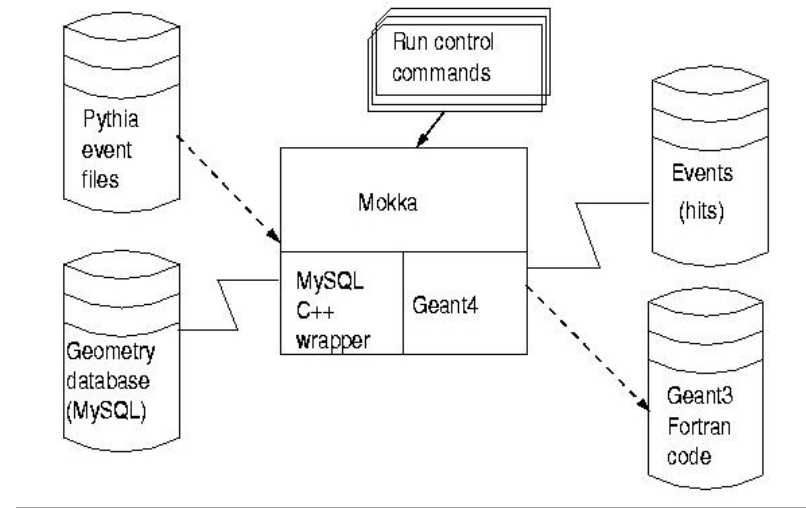 Run control
commands
Pythia
event
files
Events
(hits)
Mokka
MySQL
C++
wrapper
Geant4
Geometry
database
(MySQL)
Geant3
Fortran
code